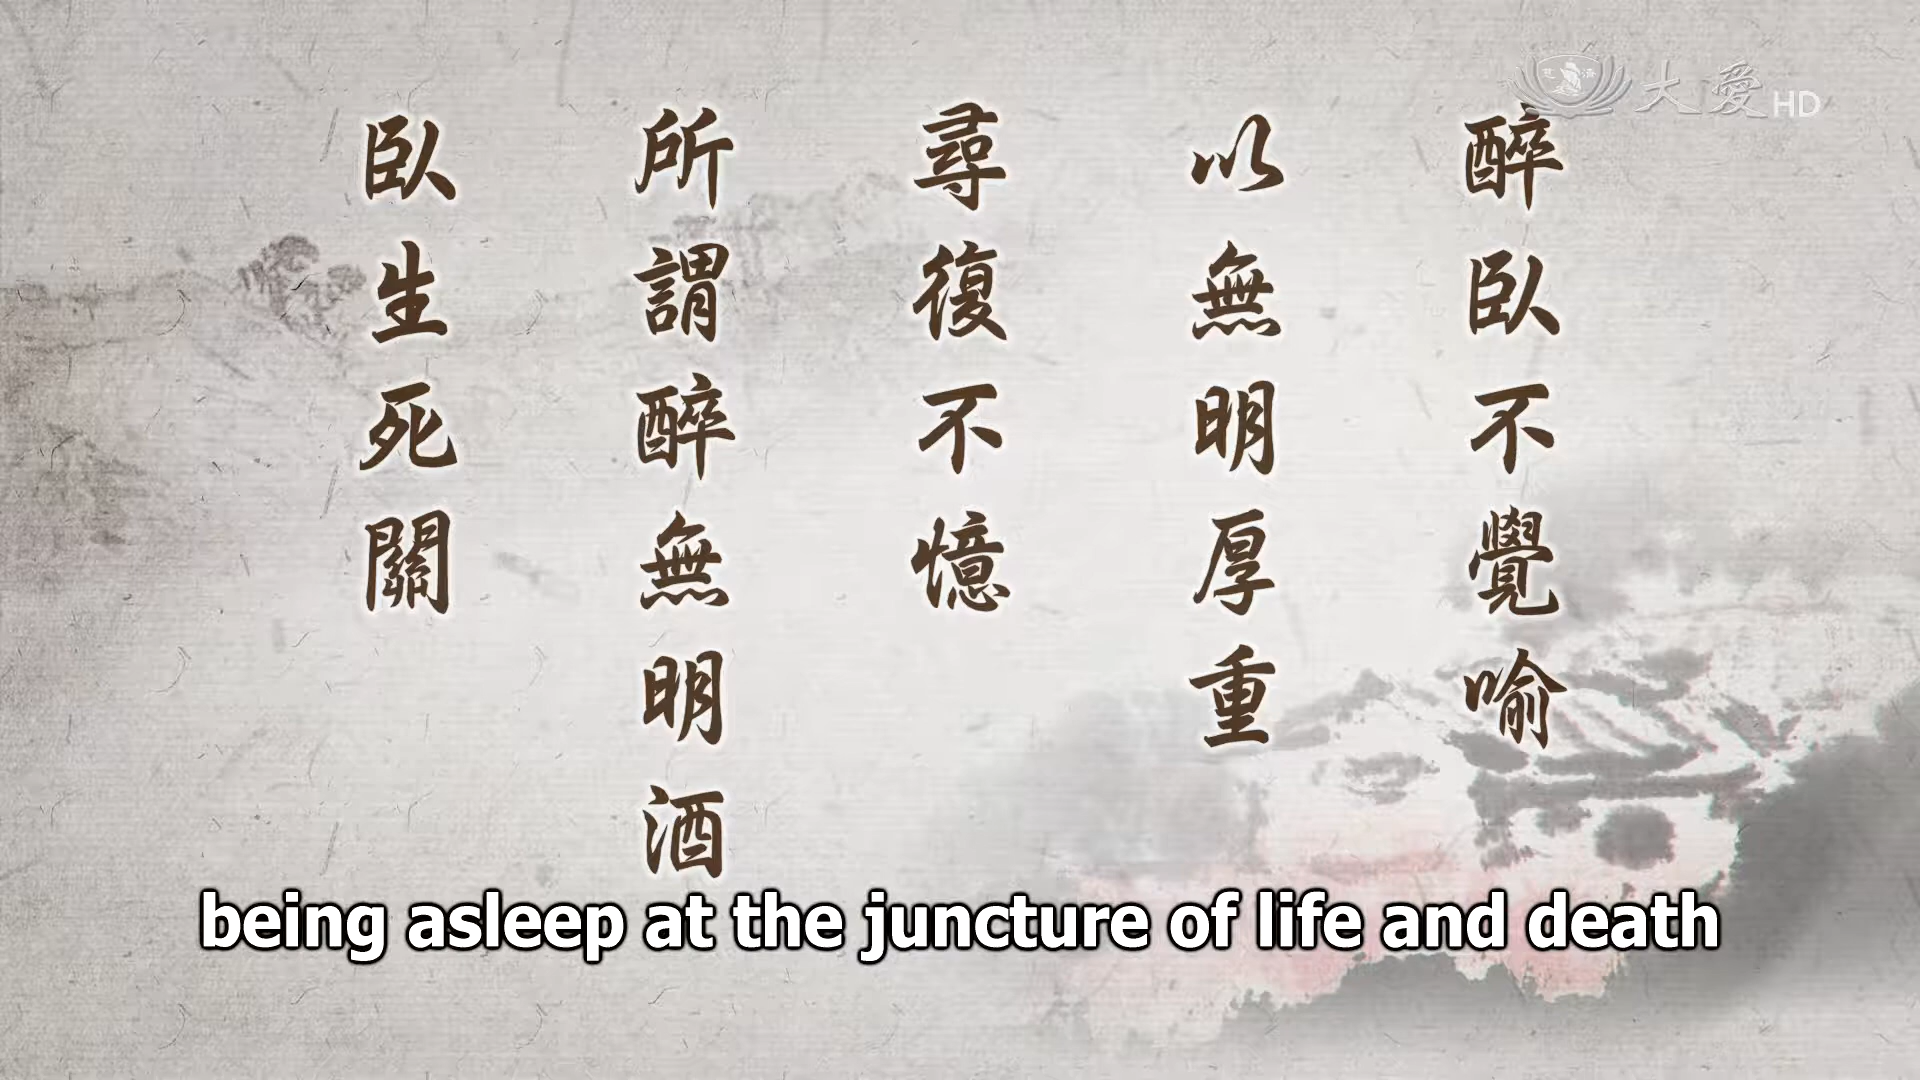 大愛HD
醉臥不覺喻
以無明厚重
尋復不憶
所謂醉無明酒
臥生死關
being asleep at the juncture of life and death